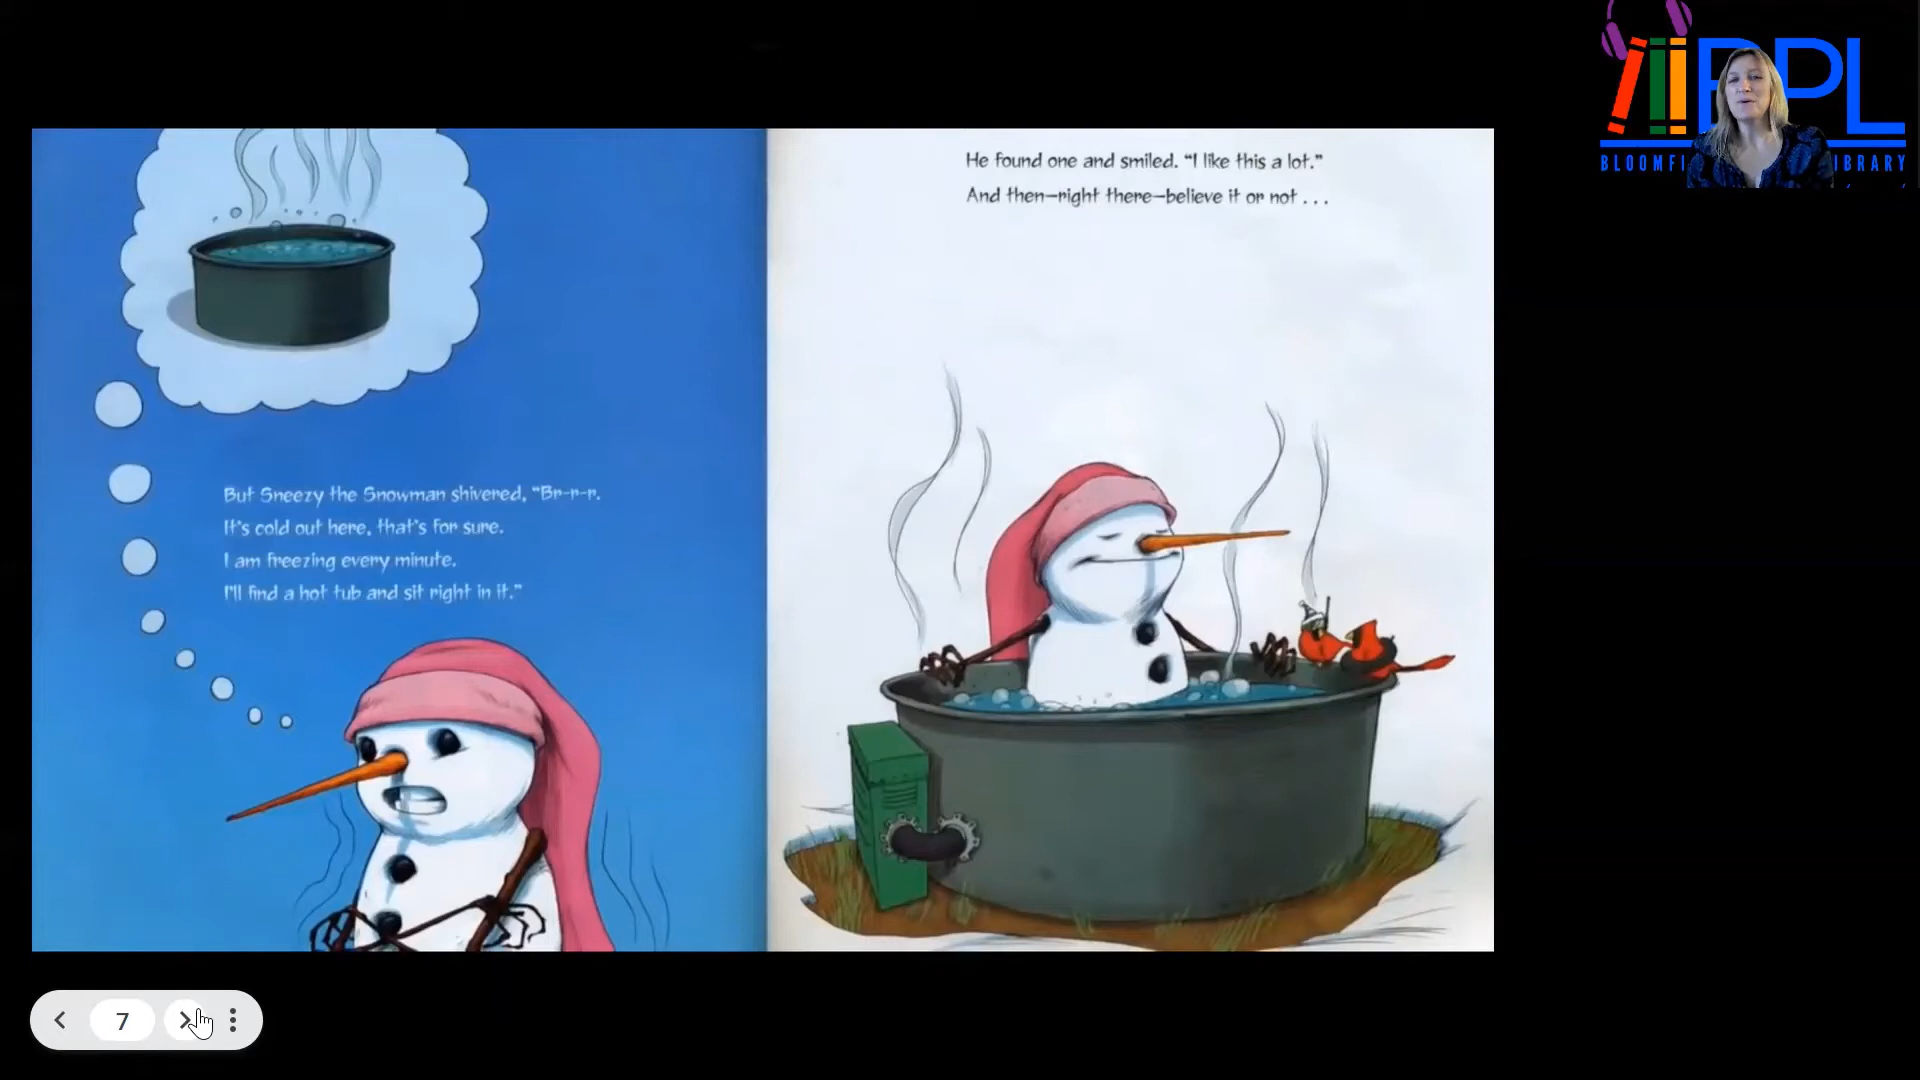 But Sneezy the Snowman shivered, “Br-r-r.
It’s cold out here, that’s for sure.
I am freezing every minute.
I’ll find a hot tub and sit right in it.”
He found one and smiled. “I like this a lot.”
And then—right there—believe it or not . . .
PL
7